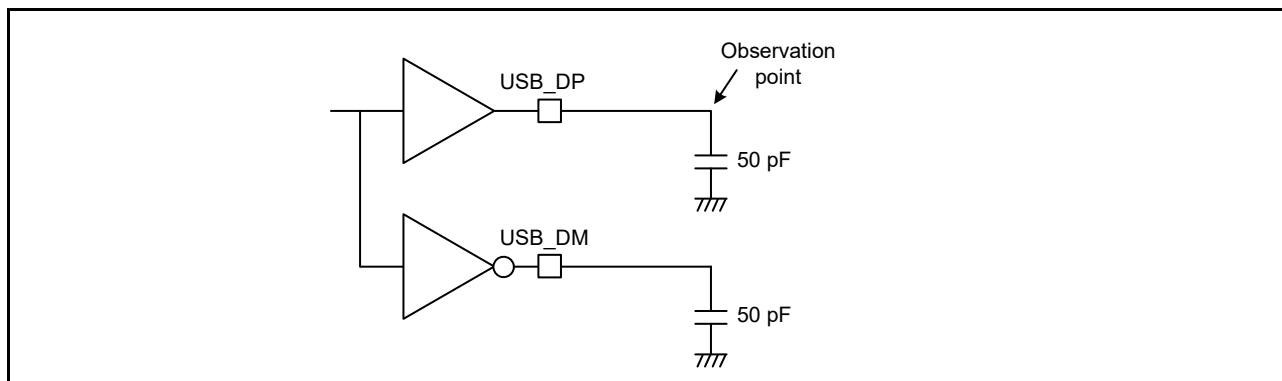 Observation
point
USB_DP
50 pF
USB_DM
50 pF